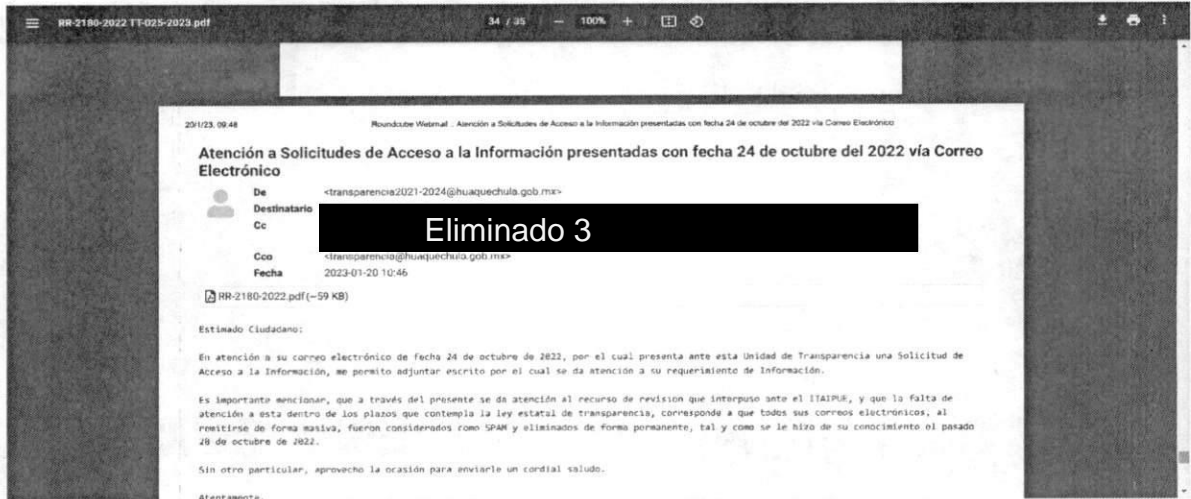 RR-2180-2022 TT-025-2023.pdf
34 / 35 — 100% +
20/1/23, 09:48 Roundcube Webmail :: Atención a Solicitudes de Acceso a la Información presentadas con fecha 24 de octubre del 2022 vía Correo Electrónico
Atención a Solicitudes de Acceso a la Información presentadas con fecha 24 de octubre del 2022 vía Correo
Electrónico
De <transparencia2021-2024@huaquechula.gob.mx>
Destinatario
Cc Eliminado 3
Cco <transparencia@huaquechula.gob.mx>
Fecha 2023-01-20 10:46
RR-2180-2022.pdf(~59 KB)
Estimado Ciudadano:
En atención a su correo electrónico de fecha 24 de octubre de 2022, por el cual presenta ante esta Unidad de Transparencia una Solicitud de
Acceso a la Información, me permito adjuntar escrito por el cual se da atención a su requerimiento de Información.
Es importante mencionar, que a través del presente se da atención al recurso de revision que interpuso ante el ITAIPUE, y que la falta de
atención a esta dentro de los plazos que contempla la ley estatal de transparencia, corresponde a que todos sus correos electrónicos, al
remitirse de forma masiva, fueron considerados como SPAM y eliminados de forma permanente, tal y como se le hizo de su conocimiento el pasado
28 de octubre de 2022.
Sin otro particular, aprovecho la ocasión para enviarle un cordial saludo.
Atentamente.